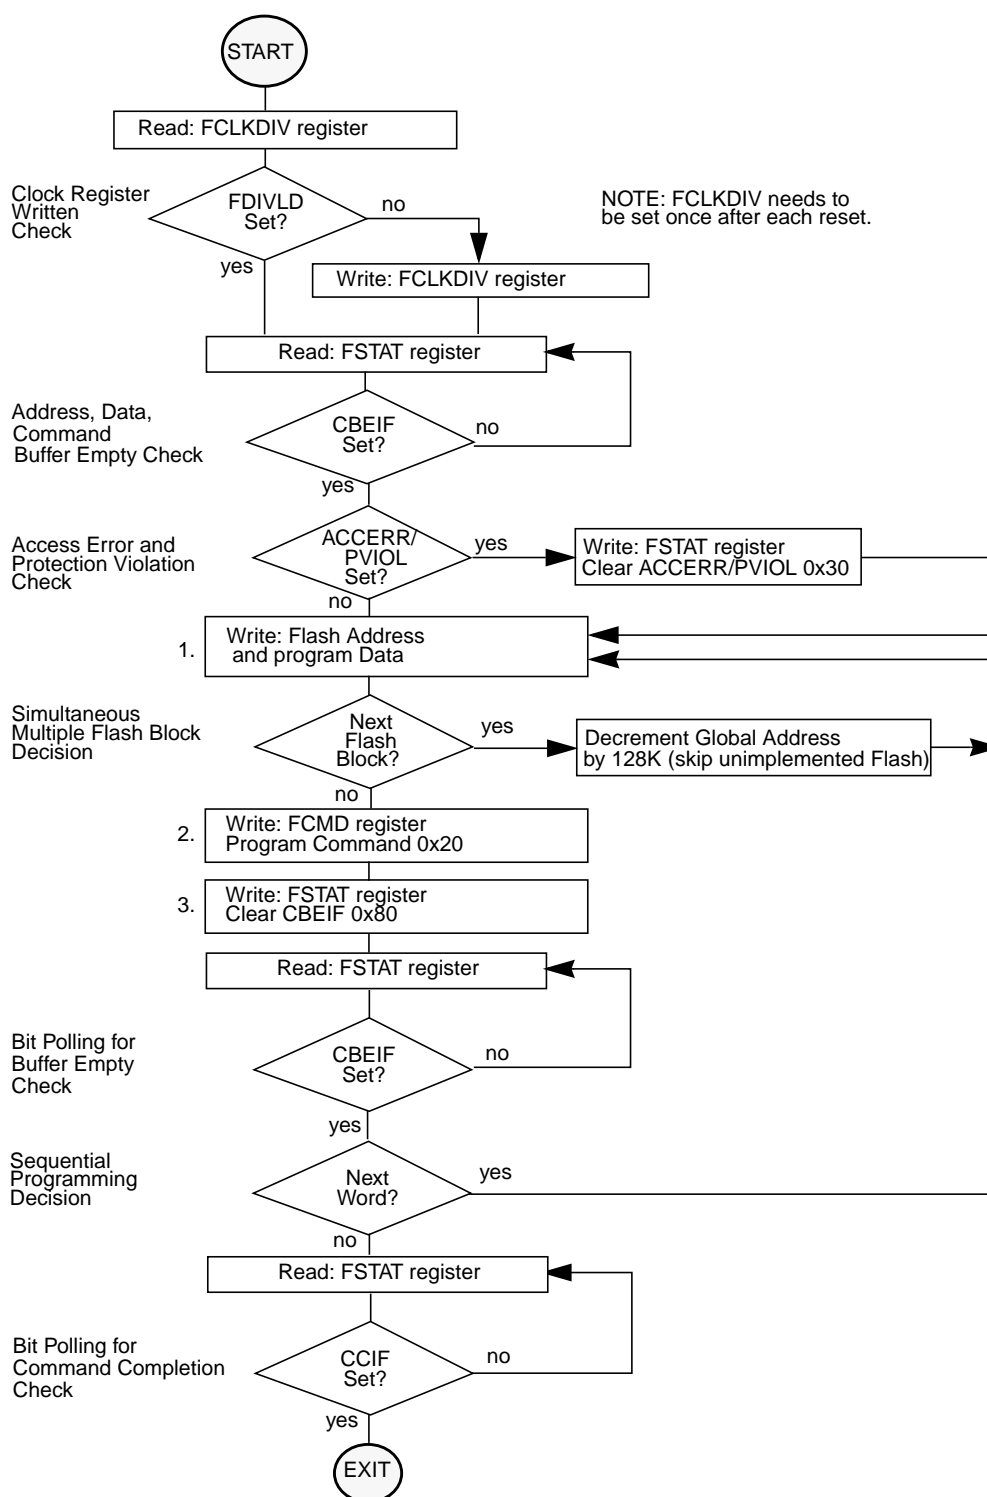 START
Read: FCLKDIV register
Clock Register
Written
Check
FDIVLD
Set?
no
yes
NOTE: FCLKDIV needs to
be set once after each reset.
Write: FCLKDIV register
Read: FSTAT register
Address, Data,
Command
Buffer Empty Check
CBEIF
Set?
no
yes
Access Error and
Protection Violation
Check
ACCERR/
PVIOL
Set?
yes
no
Write: FSTAT register
Clear ACCERR/PVIOL 0x30
1.
Write: Flash Address
and program Data
Simultaneous
Multiple Flash Block
Decision
Next
Flash
Block?
yes
no
Decrement Global Address
by 128K (skip unimplemented Flash)
2.
Write: FCMD register
Program Command 0x20
3.
Write: FSTAT register
Clear CBEIF 0x80
Read: FSTAT register
Bit Polling for
Buffer Empty
Check
CBEIF
Set?
no
yes
Sequential
Programming
Decision
Next
Word?
yes
no
Read: FSTAT register
Bit Polling for
Command Completion
Check
CCIF
Set?
no
yes
EXIT